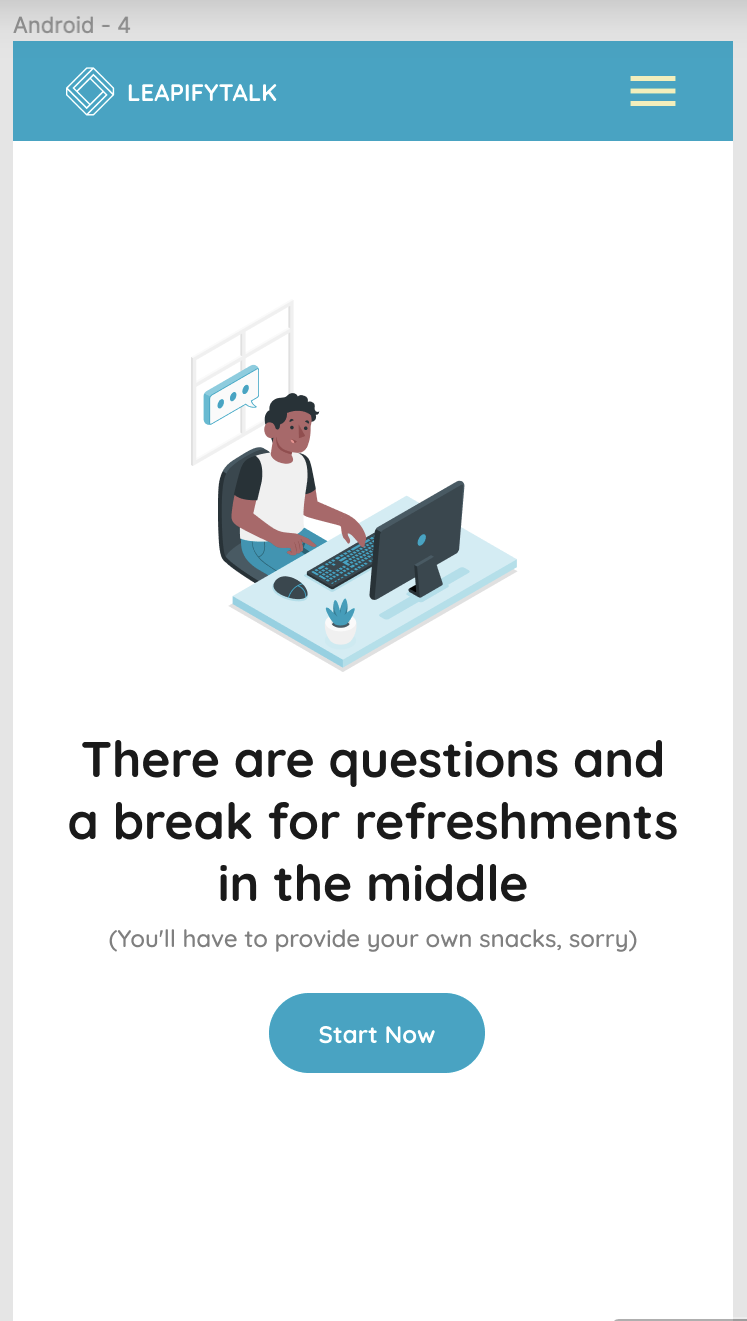 Android - 4
LEAPIFYTALK
There are questions and
a break for refreshments
in the middle
(You'll have to provide your own snacks, sorry)
Start Now